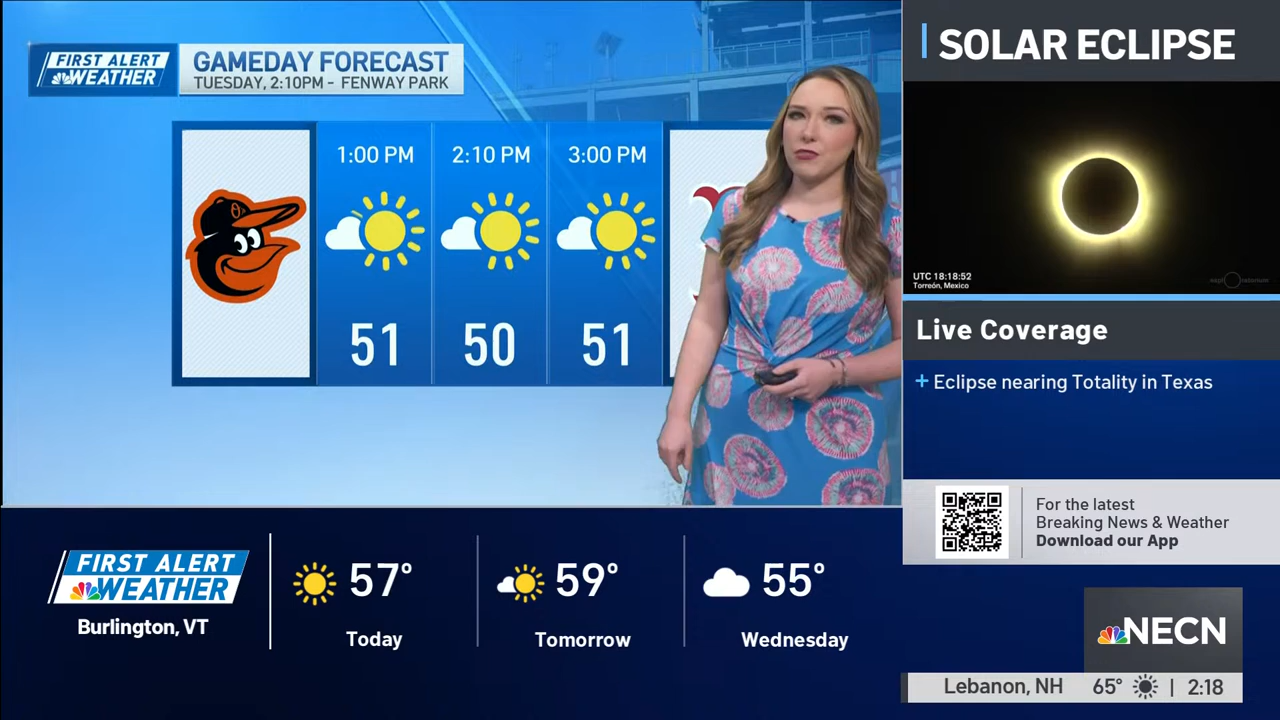 FIRST ALERT
WEATHER
GAMEDAY FORECAST
TUESDAY, 2:10PM - FENWAY PARK
1:00 PM
2:10 PM
3:00 PM
51
50
51
SOLAR ECLIPSE
UTC 18:18:52
Torreón, Mexico
Live Coverage
+ Eclipse nearing Totality in Texas
For the latest
Breaking News & Weather
Download our App
FIRST ALERT
WEATHER
Burlington, VT
57°
Today
59°
Tomorrow
55°
Wednesday
NECN
Lebanon, NH 65° | 2:18